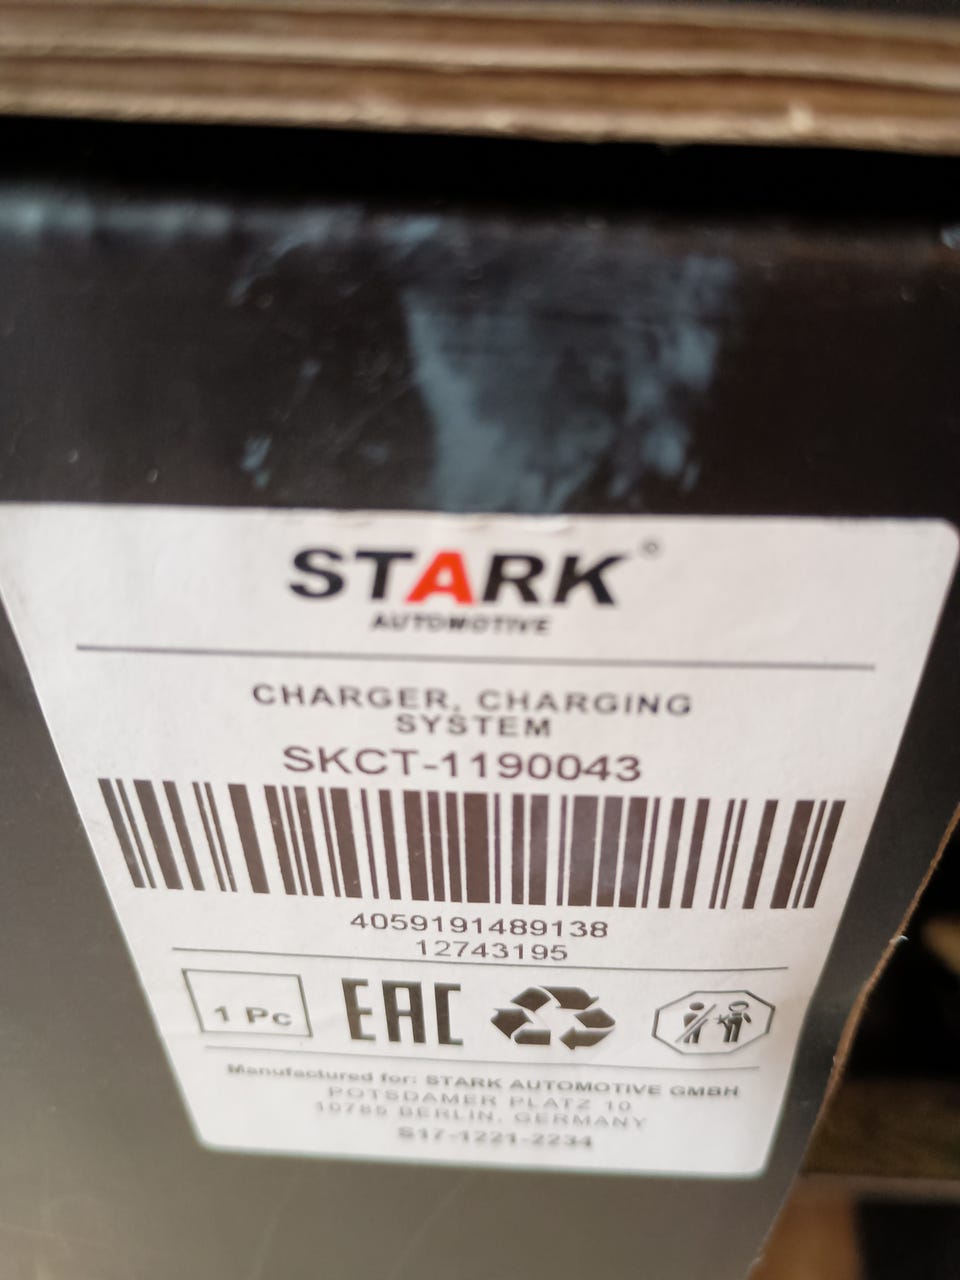 STARK®
AUTOMOTIVE
CHARGER, CHARGING
SYSTEM
SKCT-1190043
4059191489138
12743195
1 Pc
EAC
Manufactured for: STARK AUTOMOTIVE GMBH
POTSDAMER PLATZ 10
10785 BERLIN, GERMANY
S17-1221-2234